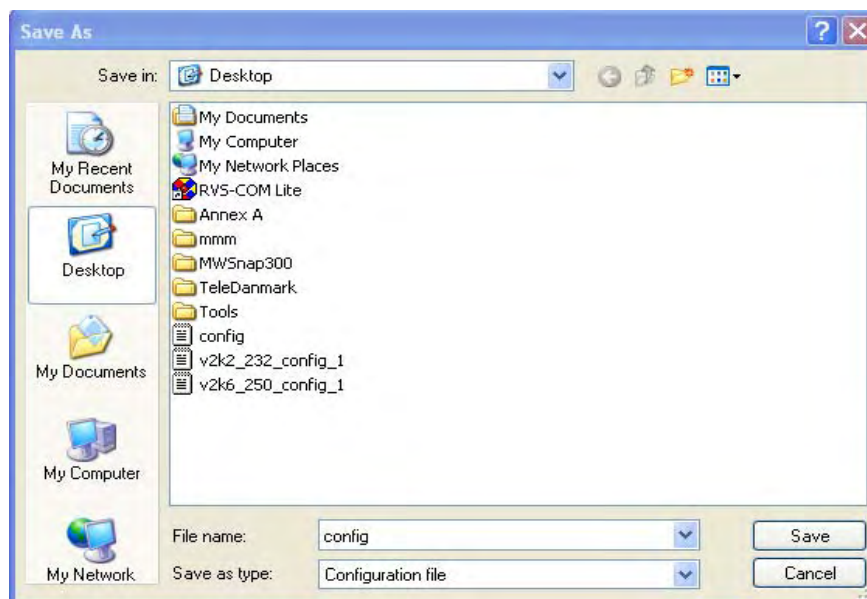 Save As
Save in:
Desktop
My Recent
Documents
Desktop
My Documents
My Computer
My Network
My Documents
My Computer
My Network Places
RVS-COM Lite
Annex A
mmm
MWSnap300
TeleDanmark
Tools
config
v2k2_232_config_1
v2k6_250_config_1
File name:
config
Save
Save as type:
Configuration file
Cancel